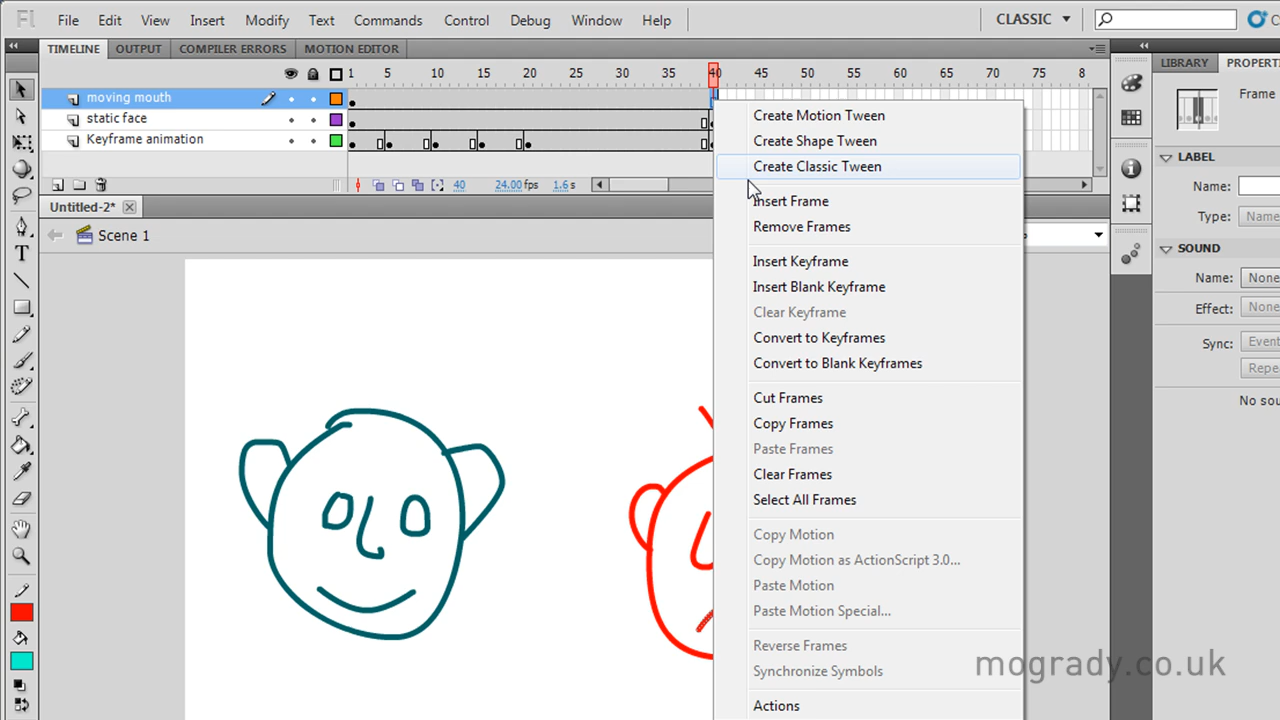 Fl File Edit View Insert Modify Text Commands Control Debug Window Help CLASSIC
TIMELINE OUTPUT COMPILER ERRORS MOTION EDITOR
LIBRARY PROPERTI
1 5 10 15 20 25 30 35 40 45 50 55 60 65 70 75 8
moving mouth
static face
Keyframe animation
40 24.00 fps 1.6 s
Untitled-2*
Scene 1
Create Motion Tween
Create Shape Tween
Create Classic Tween
Insert Frame
Remove Frames
Insert Keyframe
Insert Blank Keyframe
Clear Keyframe
Convert to Keyframes
Convert to Blank Keyframes
Cut Frames
Copy Frames
Paste Frames
Clear Frames
Select All Frames
Copy Motion
Copy Motion as ActionScript 3.0...
Paste Motion
Paste Motion Special...
Reverse Frames
Synchronize Symbols
Actions
Frame
LABEL
Name:
Type: Name
SOUND
Name: None
Effect: None
Sync: Event
Repe
No sou
T
mogrady.co.uk